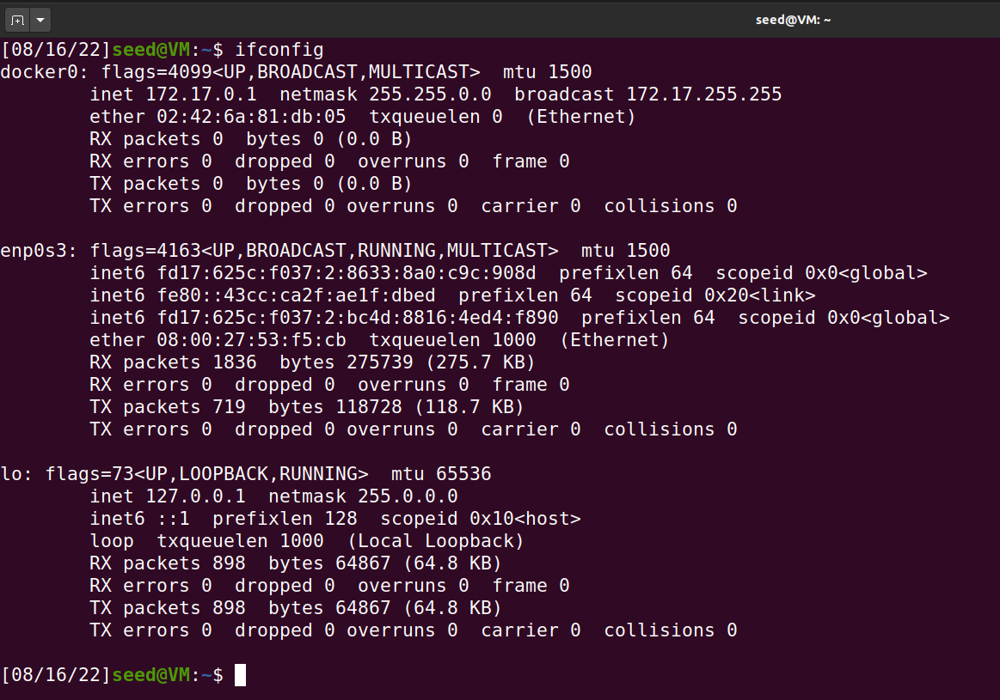 seed@VM: ~
[08/16/22]seed@VM:~$ ifconfig
docker0: flags=4099<UP,BROADCAST,MULTICAST>  mtu 1500
        inet 172.17.0.1  netmask 255.255.0.0  broadcast 172.17.255.255
        ether 02:42:6a:81:db:05  txqueuelen 0  (Ethernet)
        RX packets 0  bytes 0 (0.0 B)
        RX errors 0  dropped 0  overruns 0  frame 0
        TX packets 0  bytes 0 (0.0 B)
        TX errors 0  dropped 0 overruns 0  carrier 0  collisions 0

enp0s3: flags=4163<UP,BROADCAST,RUNNING,MULTICAST>  mtu 1500
        inet6 fd17:625c:f037:2:8633:8a0:c9c:908d  prefixlen 64  scopeid 0x0<global>
        inet6 fe80::43cc:ca2f:ae1f:dbed  prefixlen 64  scopeid 0x20<link>
        inet6 fd17:625c:f037:2:bc4d:8816:4ed4:f890  prefixlen 64  scopeid 0x0<global>
        ether 08:00:27:53:f5:cb  txqueuelen 1000  (Ethernet)
        RX packets 1836  bytes 275739 (275.7 KB)
        RX errors 0  dropped 0  overruns 0  frame 0
        TX packets 719  bytes 118728 (118.7 KB)
        TX errors 0  dropped 0 overruns 0  carrier 0  collisions 0

lo: flags=73<UP,LOOPBACK,RUNNING>  mtu 65536
        inet 127.0.0.1  netmask 255.0.0.0
        inet6 ::1  prefixlen 128  scopeid 0x10<host>
        loop  txqueuelen 1000  (Local Loopback)
        RX packets 898  bytes 64867 (64.8 KB)
        RX errors 0  dropped 0  overruns 0  frame 0
        TX packets 898  bytes 64867 (64.8 KB)
        TX errors 0  dropped 0 overruns 0  carrier 0  collisions 0

[08/16/22]seed@VM:~$